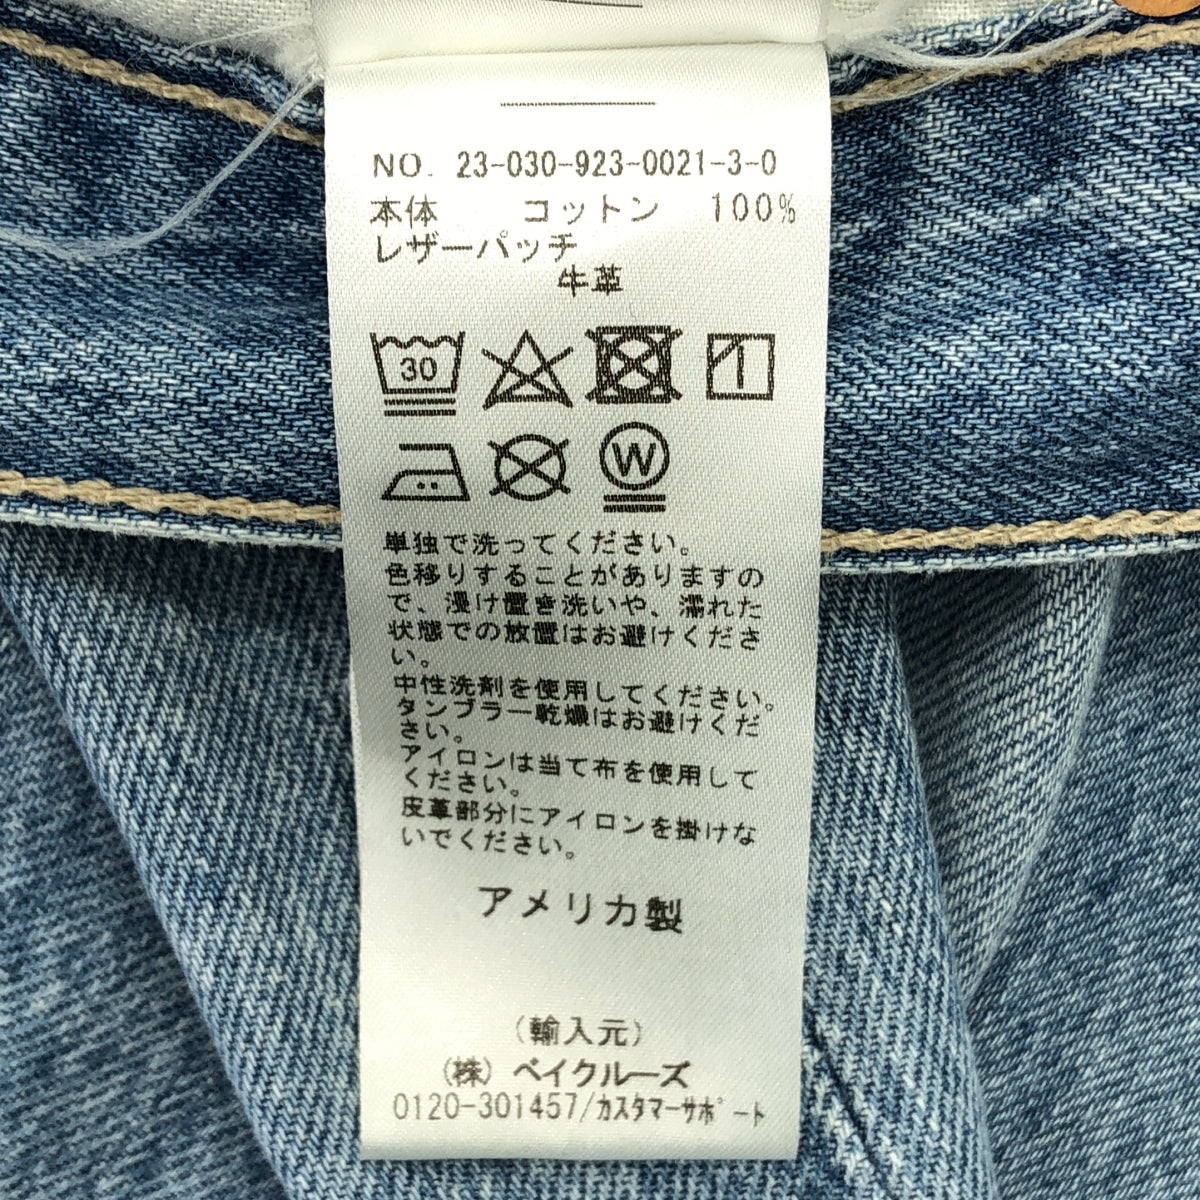 NO. 23-030-923-0021-3-0
本体 コットン 100%
レザーパッチ
牛革
30
W
単独で洗ってください。
色移りすることがありますの
で、浸け置き洗いや、濡れた
状態での放置はお避けくださ
い。
中性洗剤を使用してください。
タンブラー乾燥はお避けくだ
さい。
アイロンは当て布を使用して
ください。
皮革部分にアイロンを掛けな
いでください。
アメリカ製
(輸入元)
(株) ベイクルーズ
0120-301457/カスタマーサポート